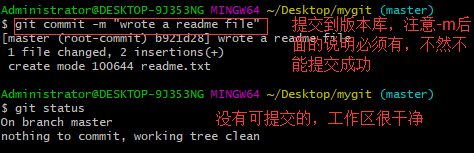 Administrator@DESKTOP-9J353NG MINGW64 ~/Desktop/mygit (master)
$ git commit -m "wrote a readme file"
提交到版本库，注意-m后
面的说明必须有，不然不
能提交成功
[master (root-commit) b921d28] wrote a readme file
1 file changed, 2 insertions(+)
create mode 100644 readme.txt
Administrator@DESKTOP-9J353NG MINGW64 ~/Desktop/mygit (master)
$ git status
没有可提交的，工作区很干净
On branch master
nothing to commit, working tree clean